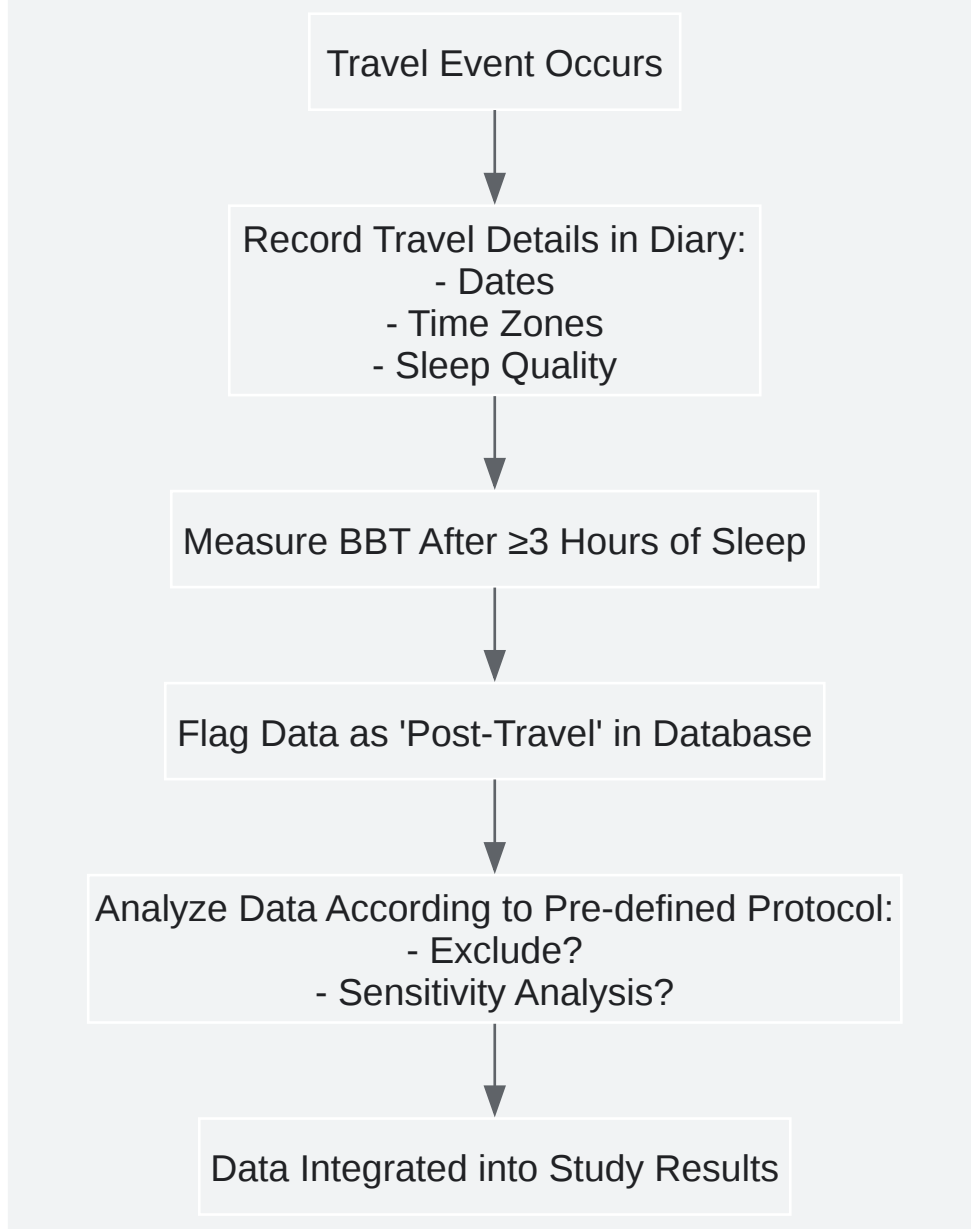 Travel Event Occurs
Record Travel Details in Diary:
- Dates
- Time Zones
- Sleep Quality
Measure BBT After ≥3 Hours of Sleep
Flag Data as 'Post-Travel' in Database
Analyze Data According to Pre-defined Protocol:
- Exclude?
- Sensitivity Analysis?
Data Integrated into Study Results